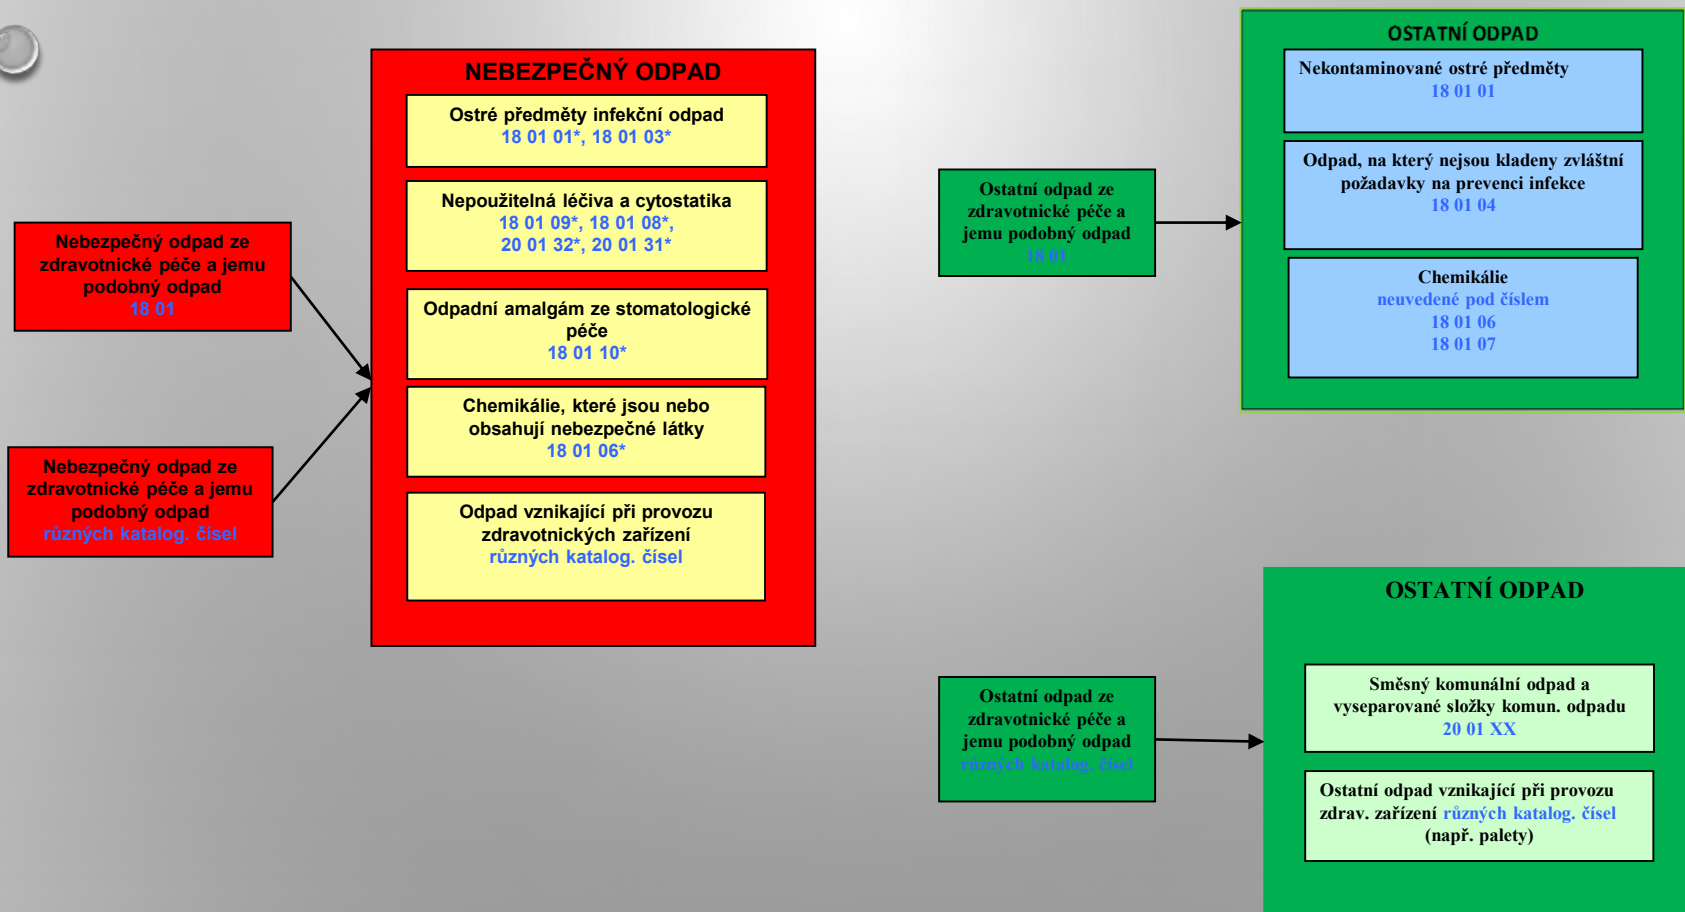 Nebezpečný odpad ze
zdravotnické péče a jemu
podobný odpad
18 01
Nebezpečný odpad ze
zdravotnické péče a jemu
podobný odpad
různých katalog. čísel
NEBEZPEČNÝ ODPAD
Ostré předměty infekční odpad
18 01 01*, 18 01 03*
Nepoužitelná léčiva a cytostatika
18 01 09*, 18 01 08*,
20 01 32*, 20 01 31*
Odpadní amalgám ze stomatologické
péče
18 01 10*
Chemikálie, které jsou nebo
obsahují nebezpečné látky
18 01 06*
Odpad vznikající při provozu
zdravotnických zařízení
různých katalog. čísel
Ostatní odpad ze
zdravotnické péče a
jemu podobný odpad
18 01
OSTATNÍ ODPAD
Nekontaminované ostré předměty
18 01 01
Odpad, na který nejsou kladeny zvláštní
požadavky na prevenci infekce
18 01 04
Chemikálie
neuvedené pod číslem
18 01 06
18 01 07
Ostatní odpad ze
zdravotnické péče a
jemu podobný odpad
různých katalog. čísel
OSTATNÍ ODPAD
Směsný komunální odpad a
vyseparované složky komun. odpadu
20 01 XX
Ostatní odpad vznikající při provozu
zdrav. zařízení různých katalog. čísel
(např. palety)